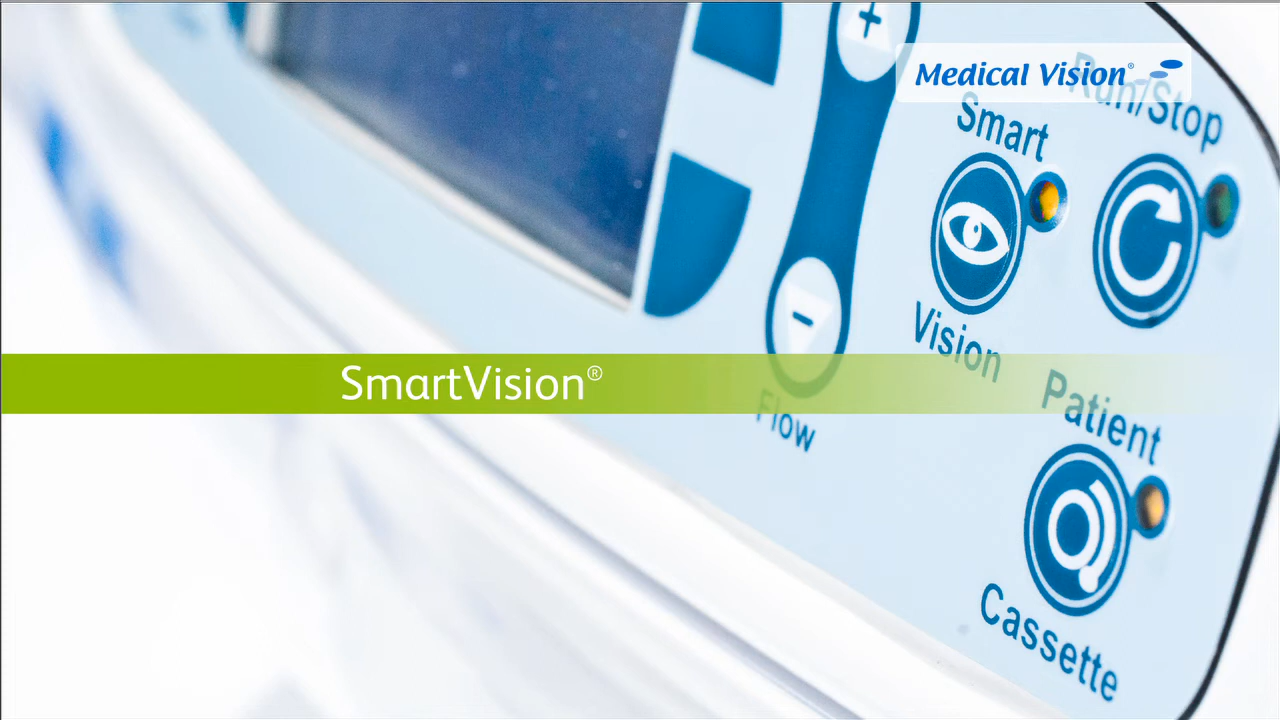 Medical Vision®
Run/Stop
Smart
Vision
SmartVision®
Flow
Patient
Cassette
+
-